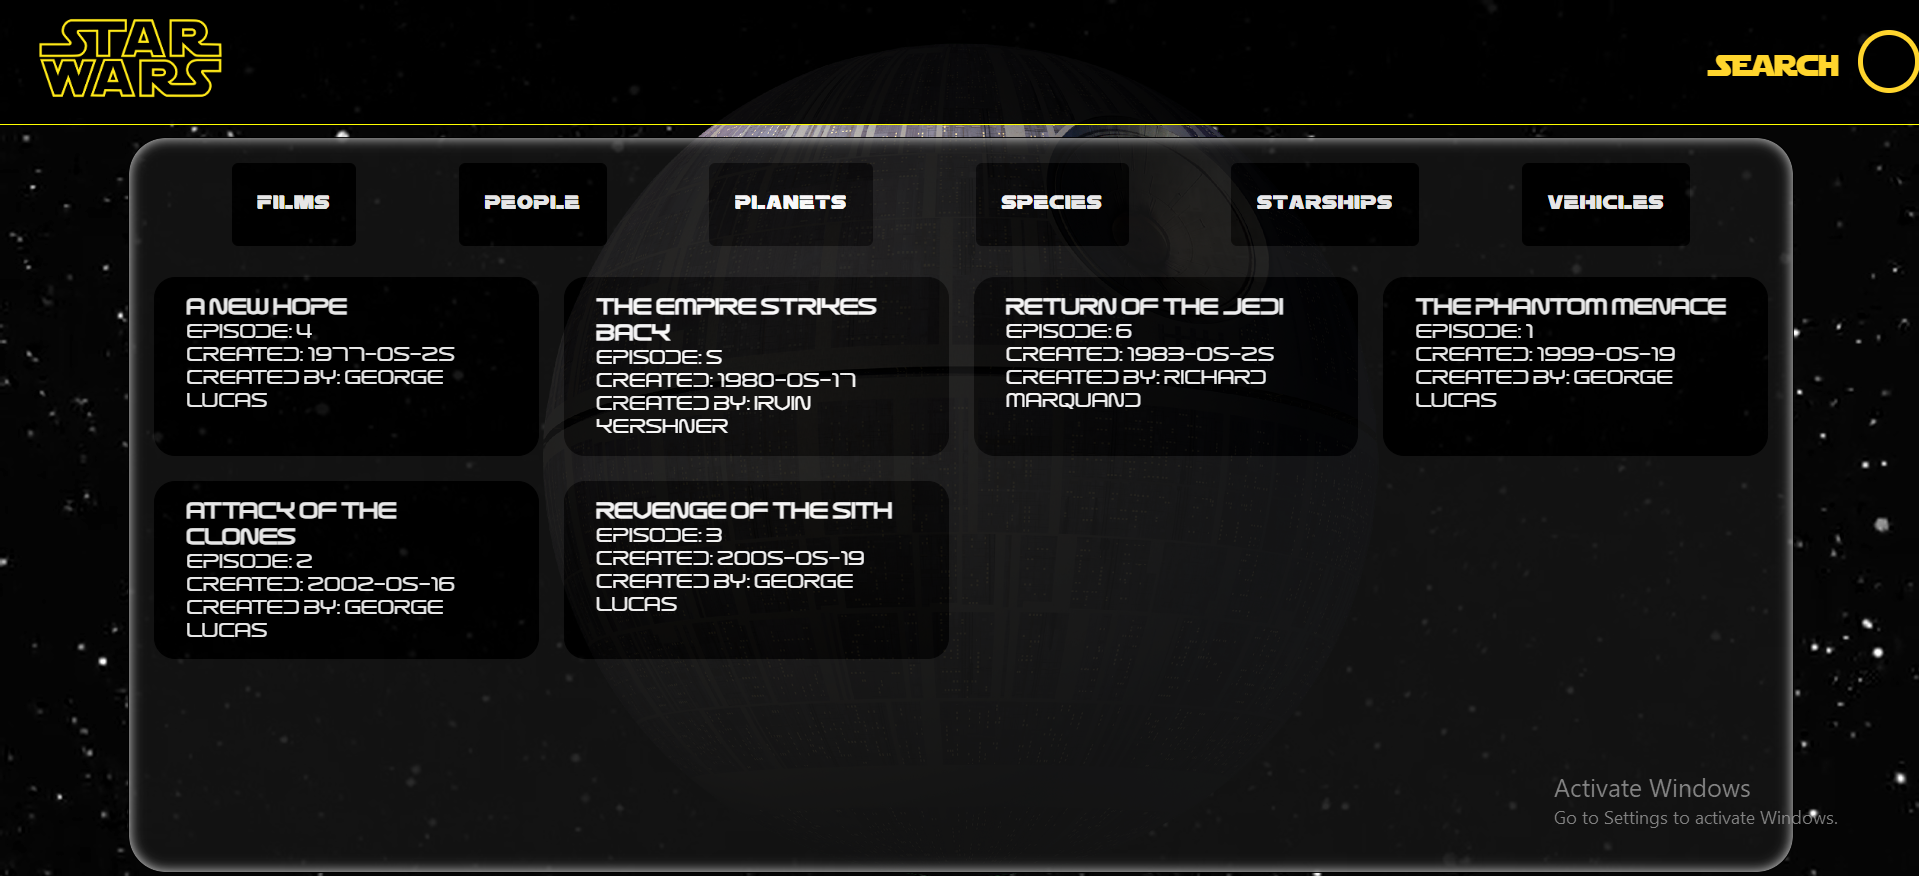 STAR
WARS
SEARCH
FILMS
PEOPLE
PLANETS
SPECIES
STARSHIPS
VEHICLES
A NEW HOPE
EPISODE: 4
CREATED: 1977-05-25
CREATED BY: GEORGE
LUCAS
THE EMPIRE STRIKES
BACK
EPISODE: 5
CREATED: 1980-05-17
CREATED BY: IRVIN
KERSHNER
RETURN OF THE JEDI
EPISODE: 6
CREATED: 1983-05-25
CREATED BY: RICHARD
MARQUAND
THE PHANTOM MENACE
EPISODE: 1
CREATED: 1999-05-19
CREATED BY: GEORGE
LUCAS
ATTACK OF THE
CLONES
EPISODE: 2
CREATED: 2002-05-16
CREATED BY: GEORGE
LUCAS
REVENGE OF THE SITH
EPISODE: 3
CREATED: 2005-05-19
CREATED BY: GEORGE
LUCAS
Activate Windows
Go to Settings to activate Windows.